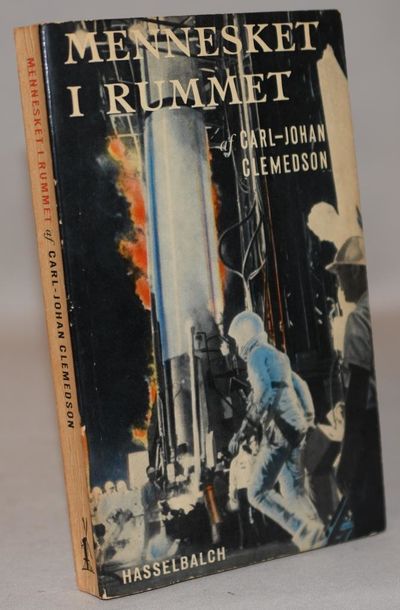 MENNESKET
I RUMMET
af CARL-JOHAN
CLEMEDSON
HASSELBALCH
MENNESKET I RUMMET af CARL-JOHAN CLEMEDSON